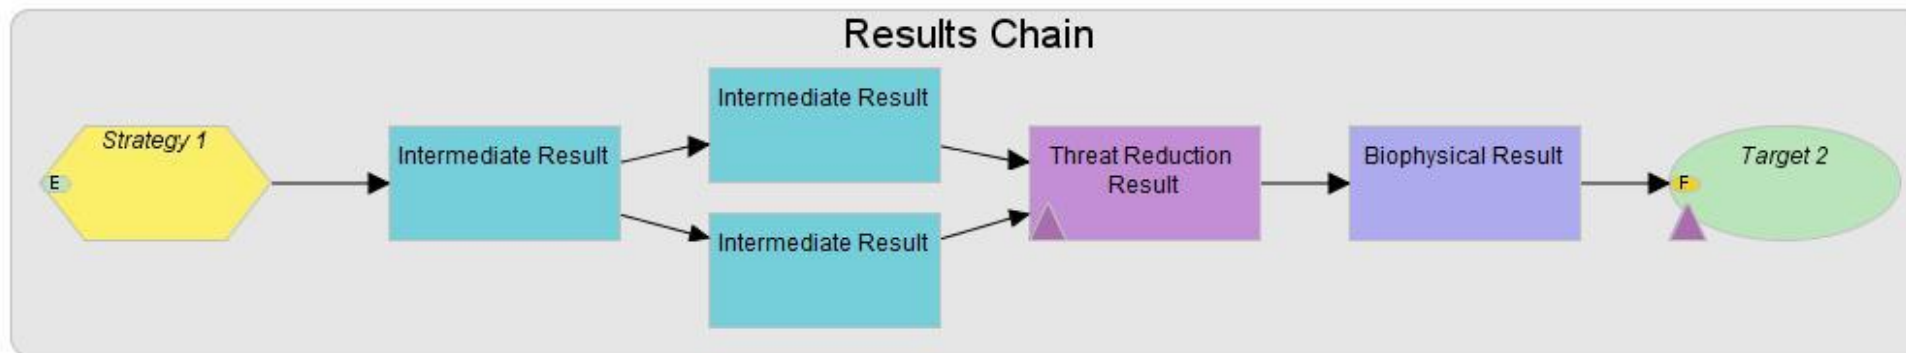 Results Chain
Strategy 1
E
Intermediate Result
Intermediate Result
Intermediate Result
Threat Reduction
Result
Biophysical Result
Target 2
F